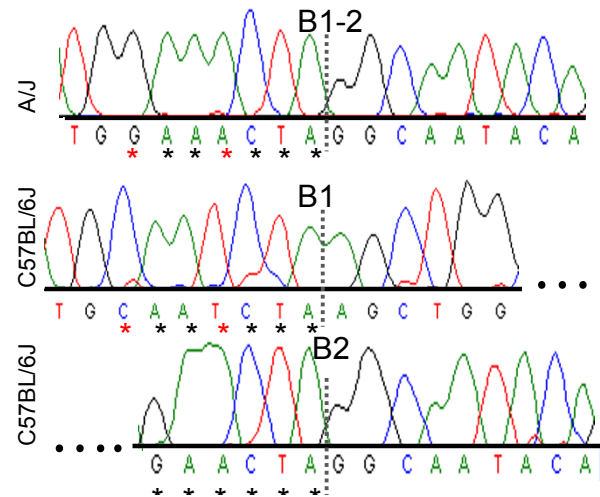 B1-2
A/J
T G G A A A C T A G G C A A T A C A
* * * * * * *
B1
C57BL/6J
T G C A A T C T A A G C T G G
* * * * * * *
B2
C57BL/6J
G A A C T A G G C A A T A C A
* * * * * *